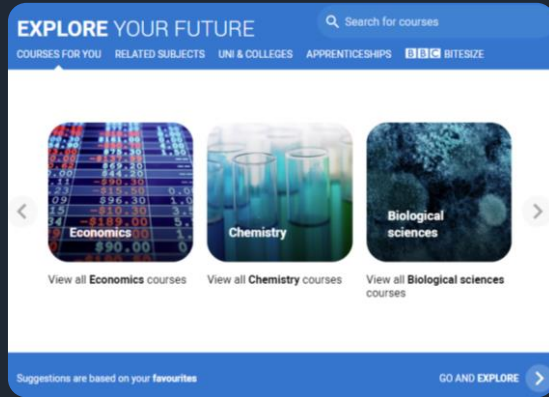 EXPLORE YOUR FUTURE
Search for courses
COURSES FOR YOU RELATED SUBJECTS UNI & COLLEGES APPRENTICESHIPS BBC BITESIZE
Economics
Chemistry
Biological
sciences
View all Economics courses
View all Chemistry courses
View all Biological sciences
courses
Suggestions are based on your favourites
GO AND EXPLORE